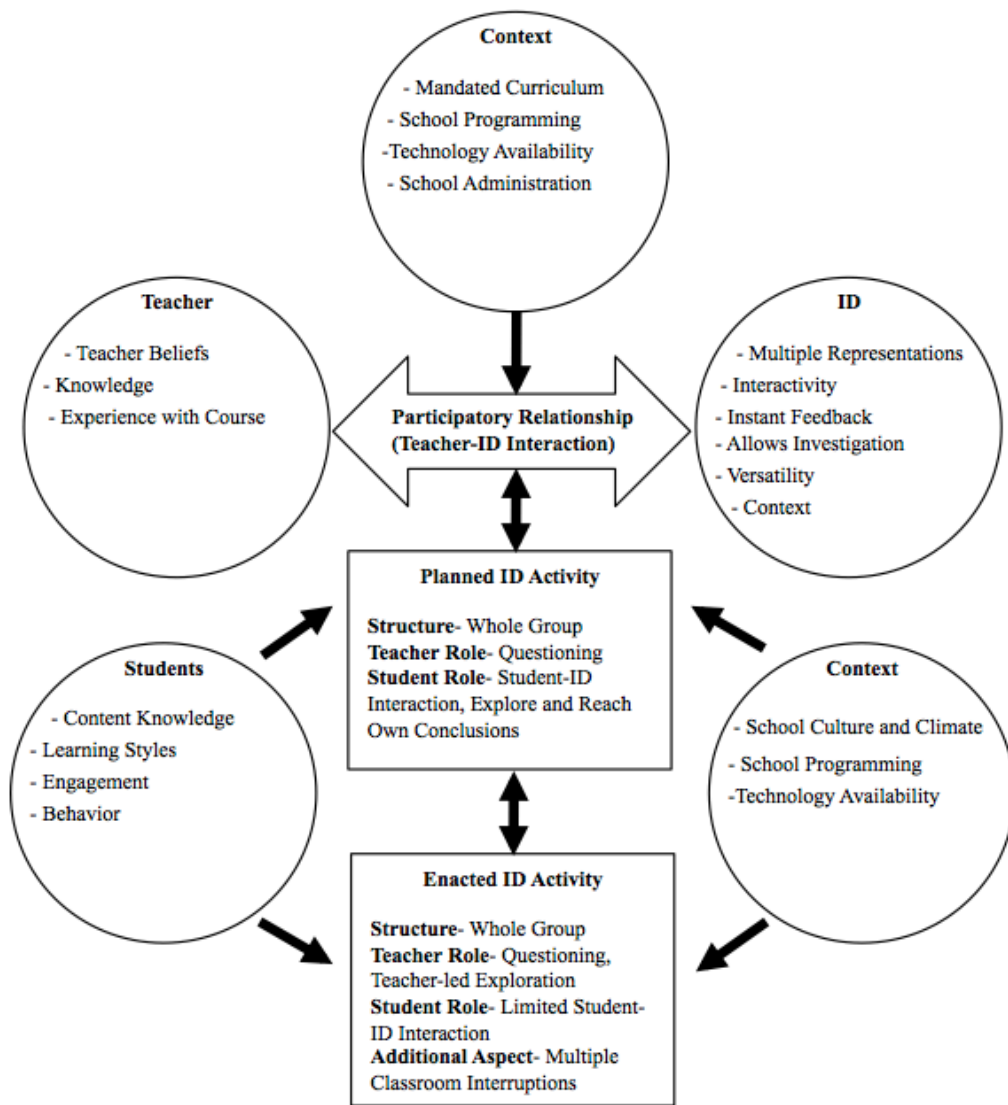 Context
- Mandated Curriculum
- School Programming
-Technology Availability
- School Administration
Teacher
- Teacher Beliefs
- Knowledge
- Experience with Course
Participatory Relationship
(Teacher-ID Interaction)
ID
- Multiple Representations
- Interactivity
- Instant Feedback
- Allows Investigation
- Versatility
- Context
Planned ID Activity
Structure- Whole Group
Teacher Role- Questioning
Student Role- Student-ID
Interaction, Explore and Reach
Own Conclusions
Students
- Content Knowledge
- Learning Styles
- Engagement
- Behavior
Context
- School Culture and Climate
- School Programming
-Technology Availability
Enacted ID Activity
Structure- Whole Group
Teacher Role- Questioning,
Teacher-led Exploration
Student Role- Limited Student-
ID Interaction
Additional Aspect- Multiple
Classroom Interruptions